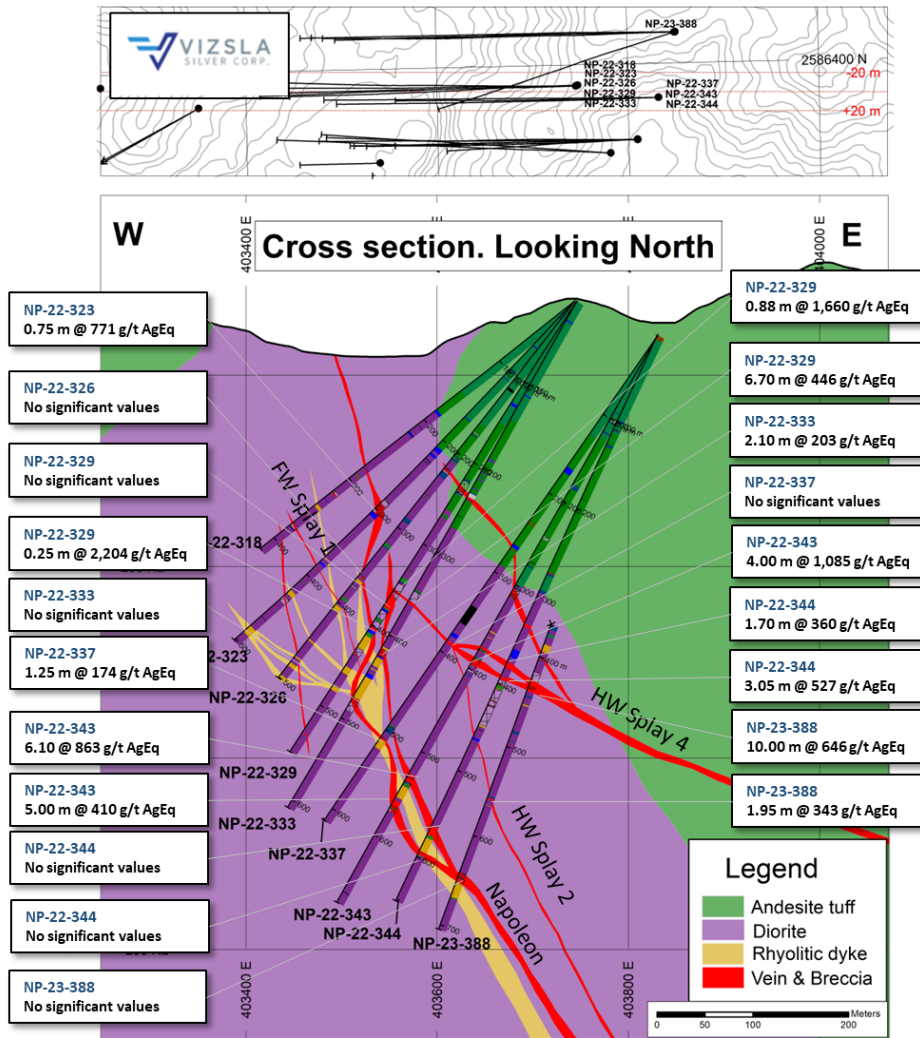 VIZSLA
SILVER CORP.
NP-23-388
2586400 N
NP-22-318
NP-22-323
NP-22-326
NP-22-329
NP-22-333
NP-22-337
NP-22-343
NP-22-344
-20 m
+20 m
W
403400 E
Cross section. Looking North
404000 E
E
NP-22-323
0.75 m @ 771 g/t AgEq
NP-22-326
No significant values
NP-22-329
No significant values
NP-22-329
0.25 m @ 2,204 g/t AgEq
NP-22-333
No significant values
NP-22-337
1.25 m @ 174 g/t AgEq
NP-22-343
6.10 @ 863 g/t AgEq
NP-22-343
5.00 m @ 410 g/t AgEq
NP-22-344
No significant values
NP-22-344
No significant values
NP-23-388
No significant values
NP-22-329
0.88 m @ 1,660 g/t AgEq
NP-22-329
6.70 m @ 446 g/t AgEq
NP-22-333
2.10 m @ 203 g/t AgEq
NP-22-337
No significant values
NP-22-343
4.00 m @ 1,085 g/t AgEq
NP-22-344
1.70 m @ 360 g/t AgEq
NP-22-344
3.05 m @ 527 g/t AgEq
NP-23-388
10.00 m @ 646 g/t AgEq
NP-23-388
1.95 m @ 343 g/t AgEq
FW Splay 1
HW Splay 4
HW Splay 2
Napoleon
-22-318
2-323
NP-22-326
NP-22-329
NP-22-333
NP-22-337
NP-22-343
NP-22-344
NP-23-388
403400 E
403600 E
403800 E
Legend
Andesite tuff
Diorite
Rhyolitic dyke
Vein & Breccia
Meters
0 50 100 200